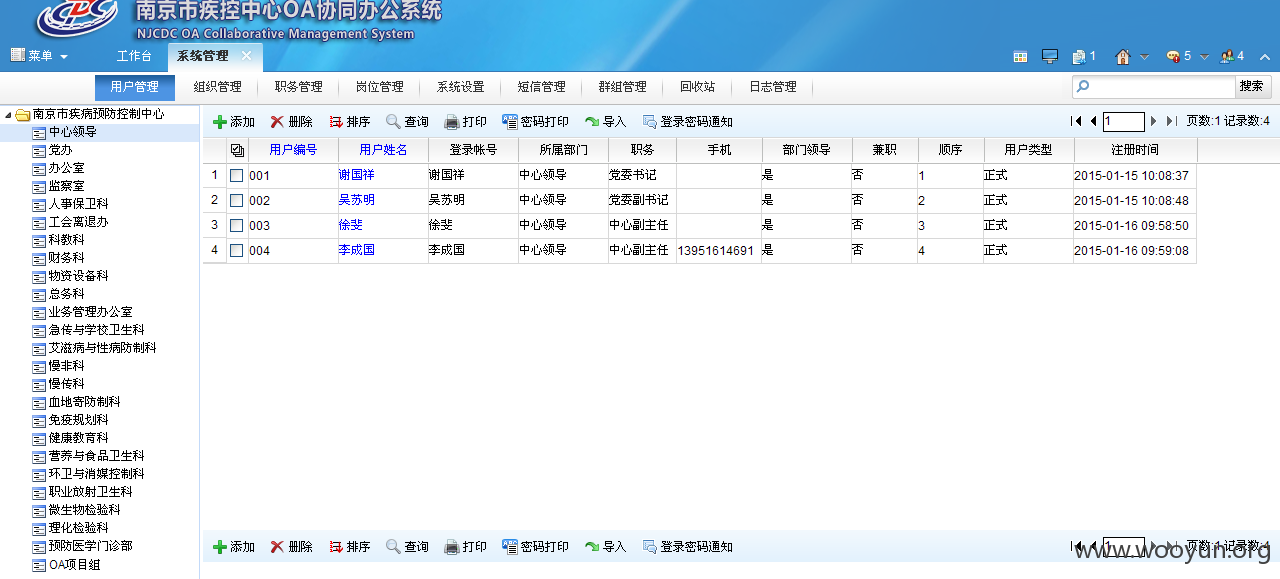 南京市疾控中心OA协同办公系统
NJCDC OA Collaborative Management System
菜单 工作台 系统管理 1 5 4
用户管理 组织管理 职务管理 岗位管理 系统设置 短信管理 群组管理 回收站 日志管理 搜索
南京市疾病预防控制中心
中心领导
党办
办公室
监察室
人事保卫科
工会离退办
科教科
财务科
物资设备科
总务科
业务管理办公室
急传与学校卫生科
艾滋病与性病防制科
慢非科
慢传科
血地寄防制科
免疫规划科
健康教育科
营养与食品卫生科
环卫与消媒控制科
职业放射卫生科
微生物检验科
理化检验科
预防医学门诊部
OA项目组
添加 删除 排序 查询 打印 密码打印 导入 登录密码通知 1 页数:1 记录数:4
用户编号 用户姓名 登录帐号 所属部门 职务 手机 部门领导 兼职 顺序 用户类型 注册时间
1 001 谢国祥 谢国祥 中心领导 党委书记 是 否 1 正式 2015-01-15 10:08:37
2 002 吴苏明 吴苏明 中心领导 党委副书记 是 否 2 正式 2015-01-15 10:08:48
3 003 徐斐 徐斐 中心领导 中心副主任 是 否 3 正式 2015-01-16 09:58:50
4 004 李成国 李成国 中心领导 中心副主任 13951614691 是 否 4 正式 2015-01-16 09:59:08
添加 删除 排序 查询 打印 密码打印 导入 登录密码通知 1 页数:1 记录数:4
www.wooyun.org